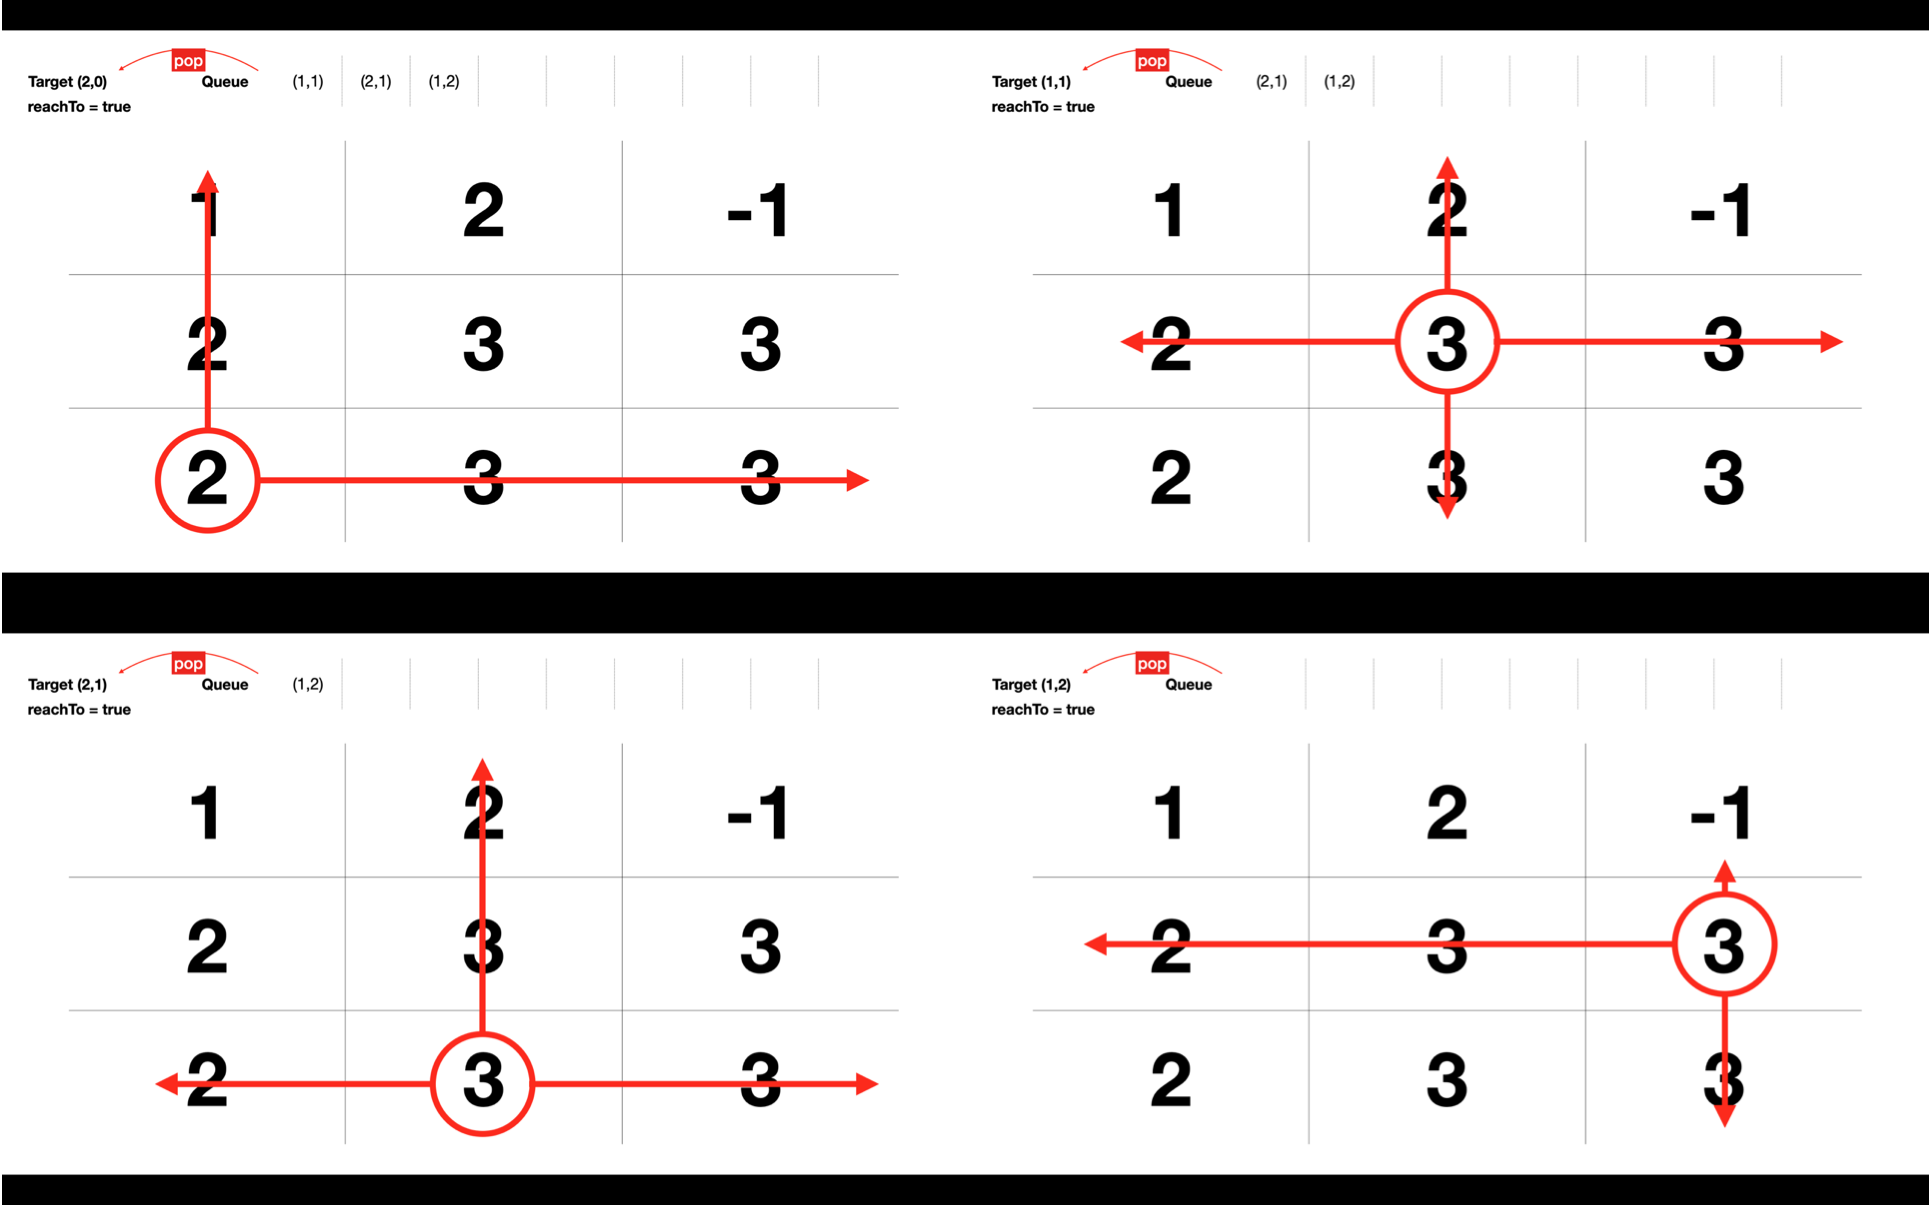 pop
Target (2,0) Queue (1,1) (2,1) (1,2)
reachTo = true
1 2 -1
2 3 3
2 3 3
pop
Target (1,1) Queue (2,1) (1,2)
reachTo = true
1 2 -1
2 3 3
2 3 3
pop
Target (2,1) Queue (1,2)
reachTo = true
1 2 -1
2 3 3
2 3 3
pop
Target (1,2) Queue
reachTo = true
1 2 -1
2 3 3
2 3 3